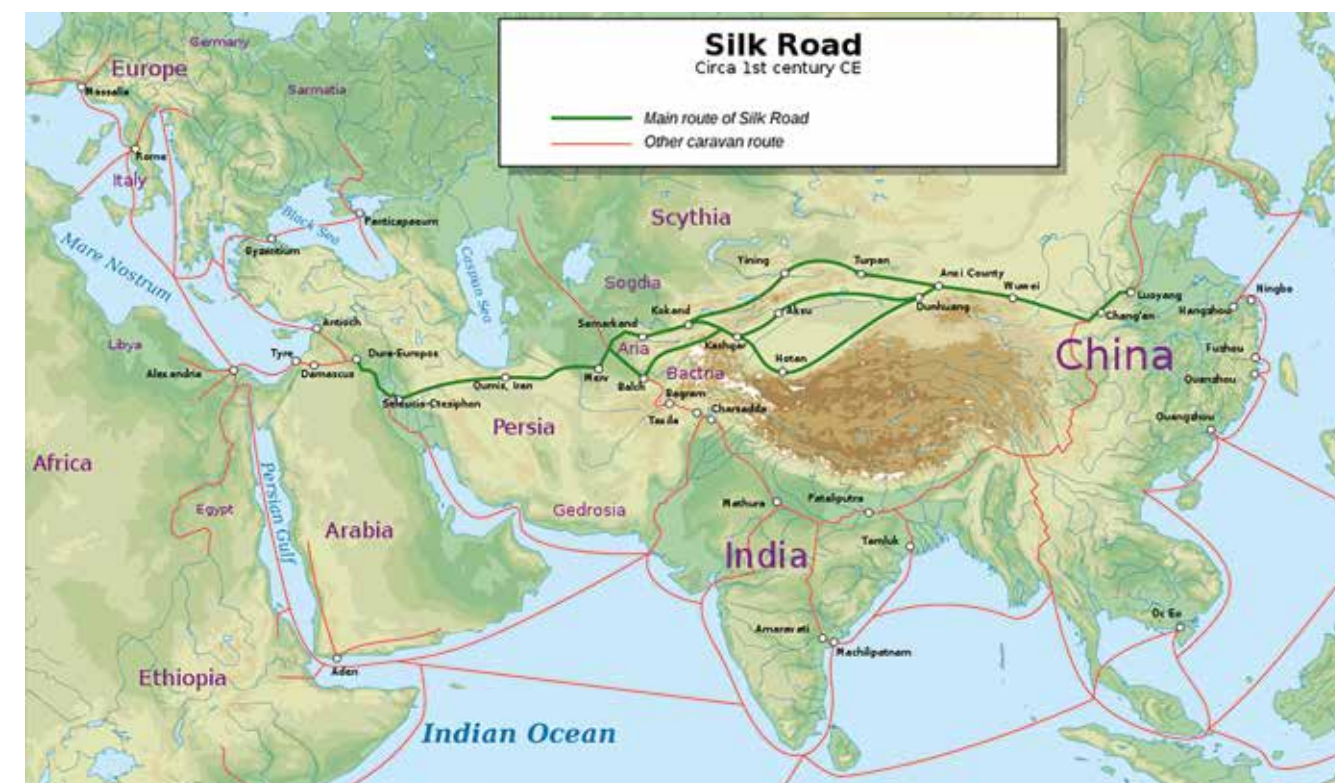 Silk Road
Circa 1st century CE
Main route of Silk Road
Other caravan route
Germany
Europe
Sarmatia
Massalia
Rome
Italy
Black Sea
Panticapaeum
Byzantium
Mare Nostrum
Caspian Sea
Scythia
Yining
Turpan
Anxi County
Wuwei
Sogdia
Dunhuang
Luoyang
Ningbo
Hangzhou
Chang'an
Kokand
Aksu
Samarkand
Antioch
Libya
Tyre
Dura-Europos
Aria
Kashgar
Fuzhou
China
Alexandria
Damascus
Hotan
Bactria
Qumis, Iran
Merv
Balch
Quanzhou
Bagram
Seleucia-Ctesiphon
Taxila
Charsadda
Guangzhou
Persia
Africa
Persian Gulf
Mathura
Pataliputra
Egypt
Gedrosia
Arabia
Tamluk
India
Oc Eo
Amaravati
Machilipatnam
Aden
Ethiopia
Indian Ocean